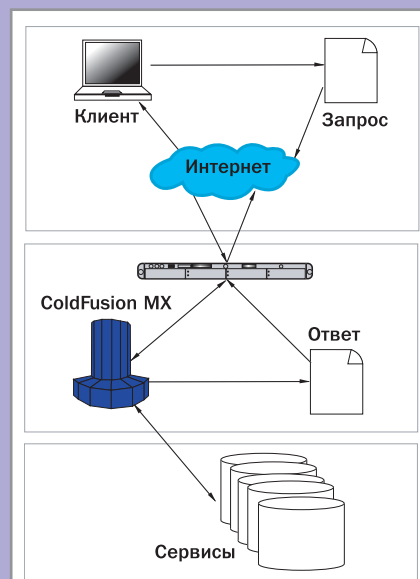 Клиент
Запрос
Интернет
ColdFusion MX
Ответ
Сервисы